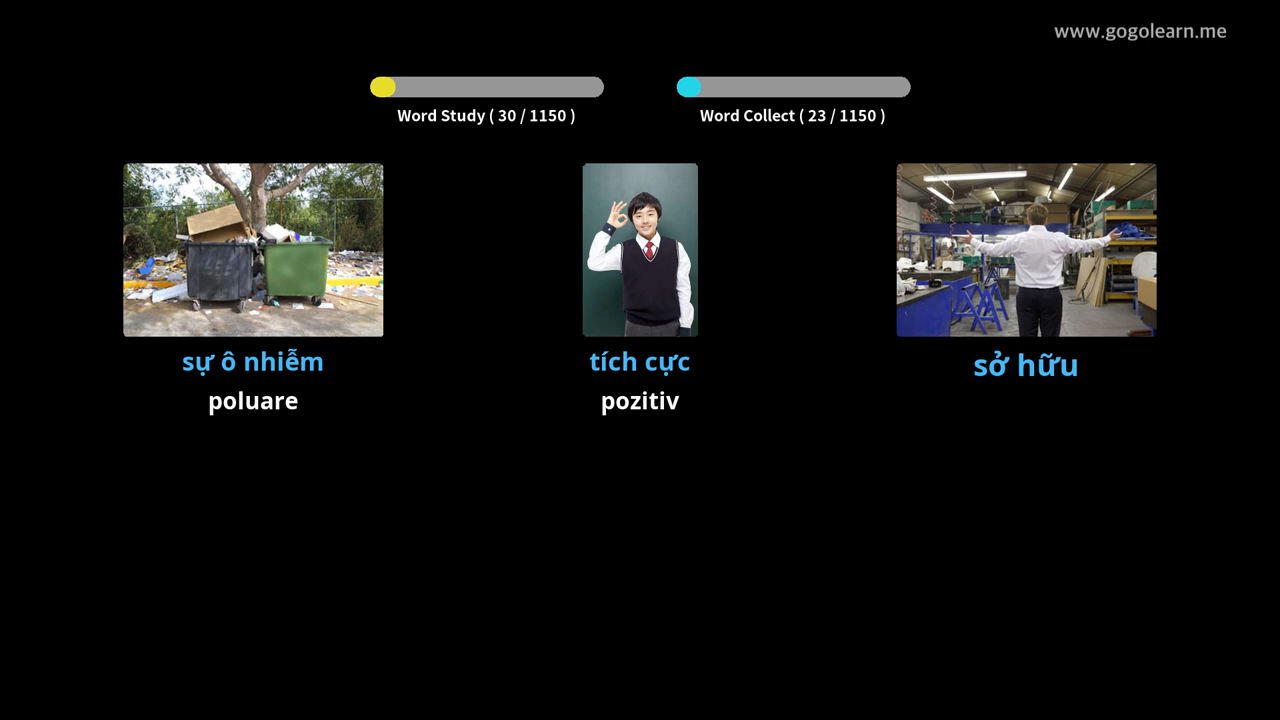 www.gogolearn.me
Word Study ( 30 / 1150 )
Word Collect ( 23 / 1150 )
sự ô nhiễm
poluare
tích cực
pozitiv
sở hữu